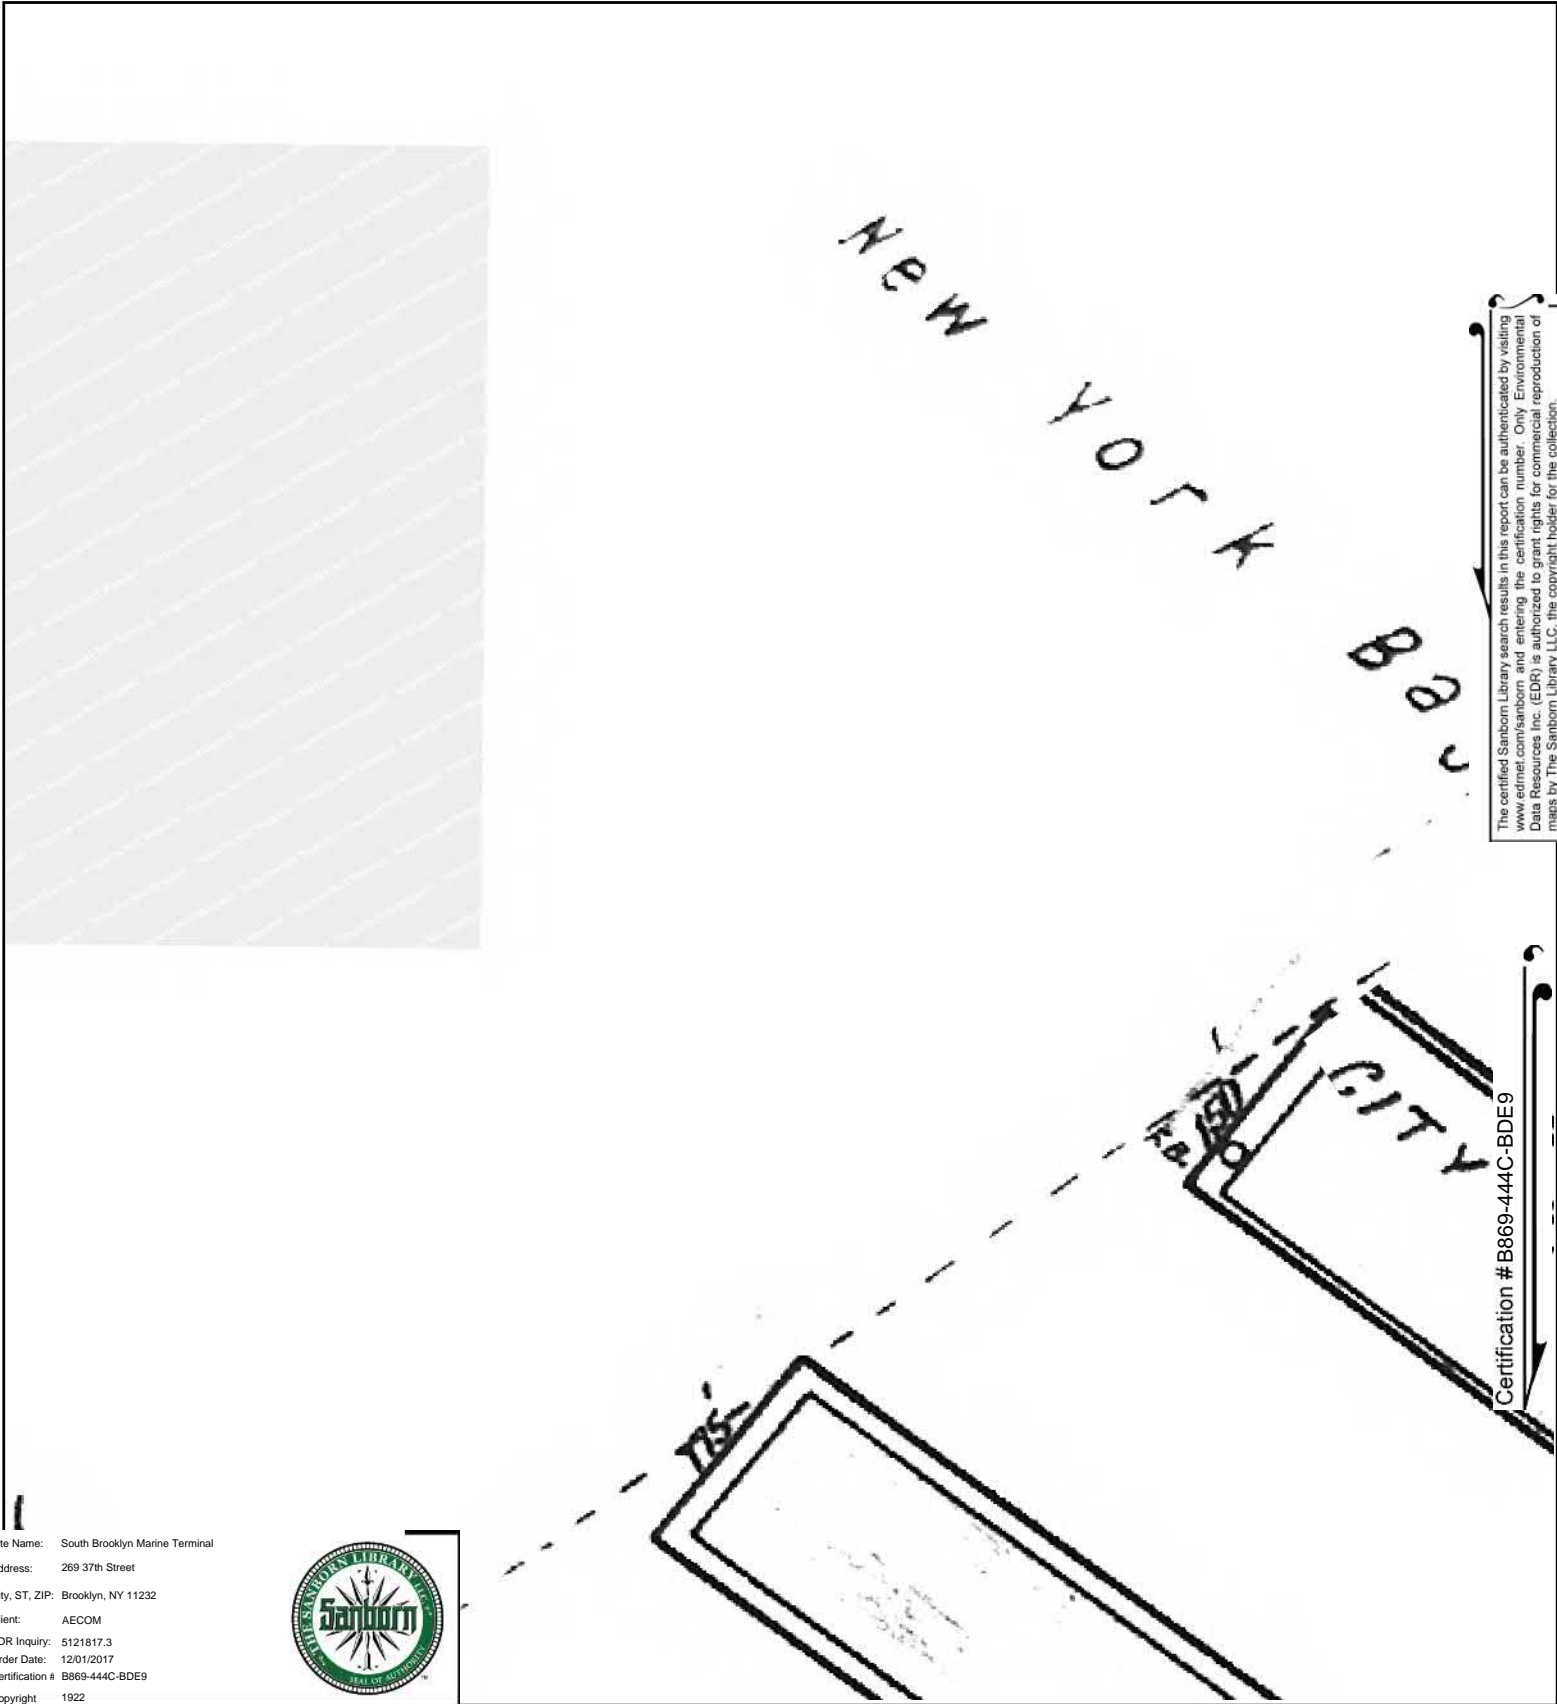 New York Bay
The certified Sanborn Library search results in this report can be authenticated by visiting
www.edrnet.com/sanborn and entering the certification number. Only Environmental
Data Resources Inc. (EDR) is authorized to grant rights for commercial reproduction of
maps by The Sanborn Library LLC, the copyright holder for the collection.
150
CITY
Certification # B869-444C-BDE9
175
te Name: South Brooklyn Marine Terminal
ddress: 269 37th Street
ty, ST, ZIP: Brooklyn, NY 11232
ient: AECOM
DR Inquiry: 5121817.3
rder Date: 12/01/2017
ertification # B869-444C-BDE9
opyright 1922
THE SANBORN LIBRARY LLC
Sanborn
SEAL OF AUTHORITY
™